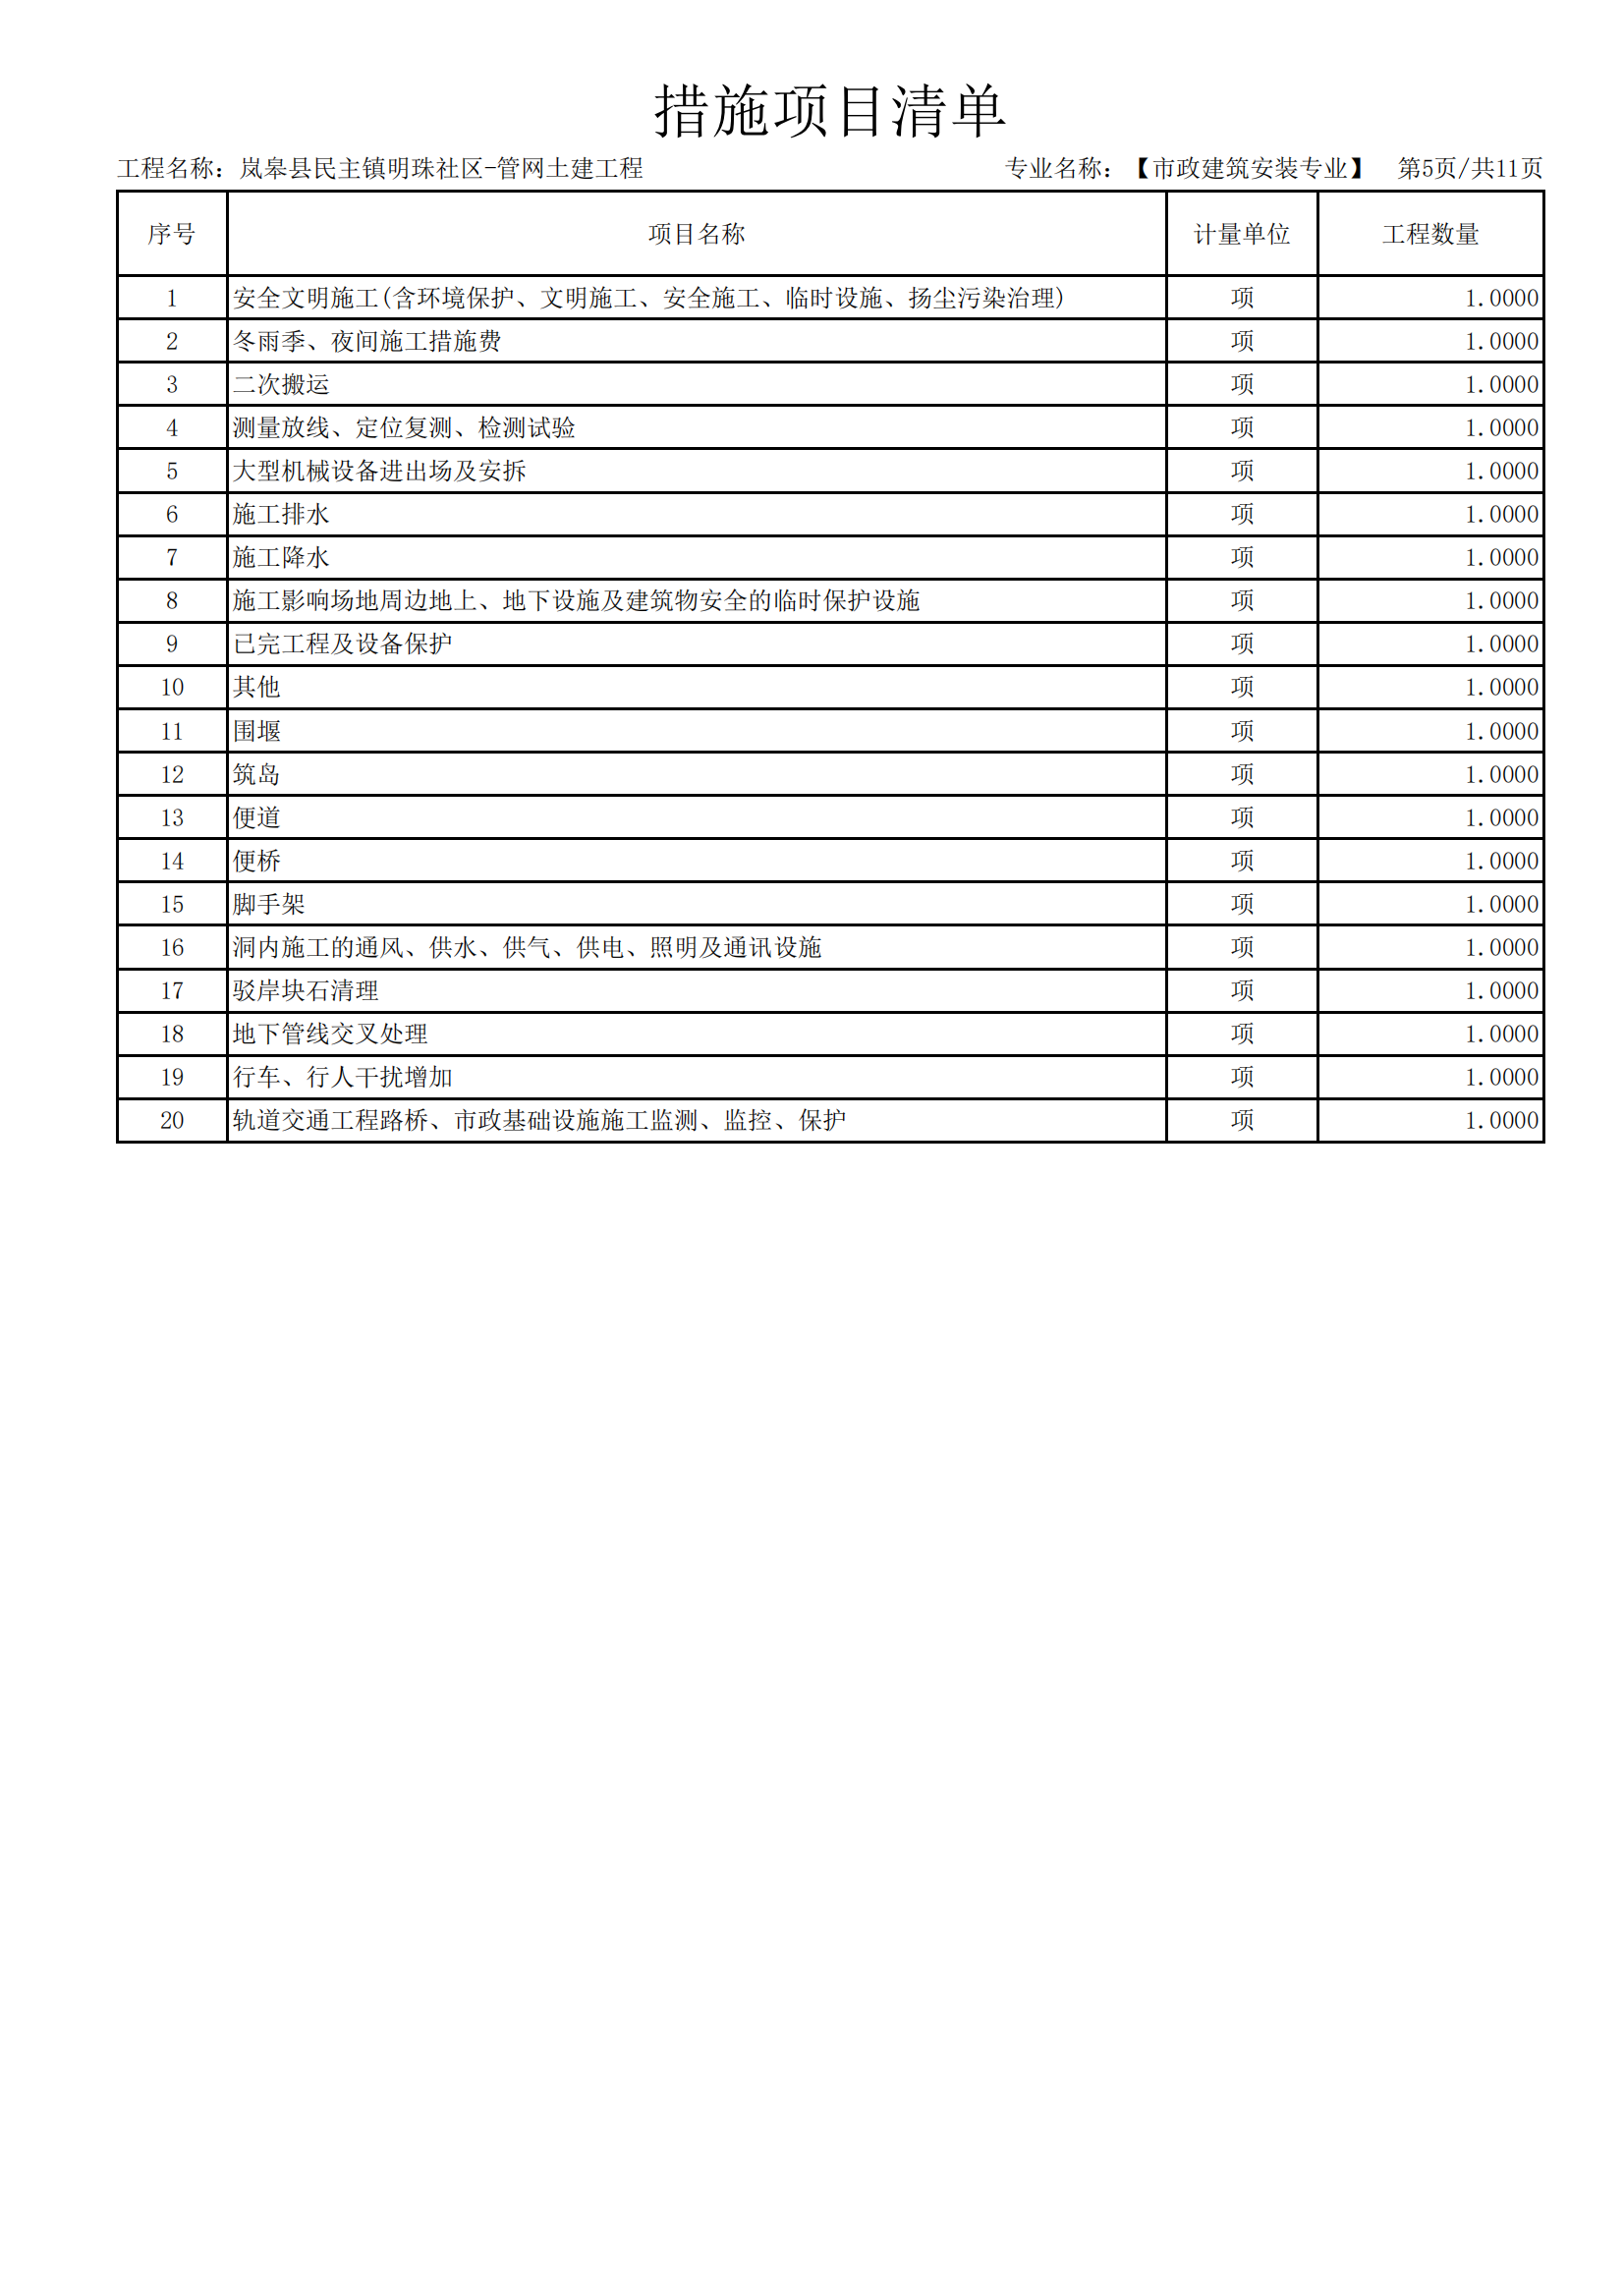 措施项目清单
工程名称：岚皋县民主镇明珠社区-管网土建工程 专业名称：【市政建筑安装专业】 第5页/共11页
序号 项目名称 计量单位 工程数量
1 安全文明施工(含环境保护、文明施工、安全施工、临时设施、扬尘污染治理) 项 1.0000
2 冬雨季、夜间施工措施费 项 1.0000
3 二次搬运 项 1.0000
4 测量放线、定位复测、检测试验 项 1.0000
5 大型机械设备进出场及安拆 项 1.0000
6 施工排水 项 1.0000
7 施工降水 项 1.0000
8 施工影响场地周边地上、地下设施及建筑物安全的临时保护设施 项 1.0000
9 已完工程及设备保护 项 1.0000
10 其他 项 1.0000
11 围堰 项 1.0000
12 筑岛 项 1.0000
13 便道 项 1.0000
14 便桥 项 1.0000
15 脚手架 项 1.0000
16 洞内施工的通风、供水、供气、供电、照明及通讯设施 项 1.0000
17 驳岸块石清理 项 1.0000
18 地下管线交叉处理 项 1.0000
19 行车、行人干扰增加 项 1.0000
20 轨道交通工程路桥、市政基础设施施工监测、监控、保护 项 1.0000